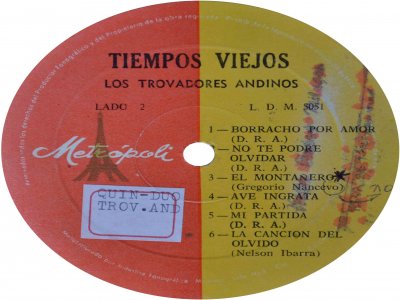 TIEMPOS VIEJOS
LOS TROVADORES ANDINOS
LADO 2
L. D. M. 5051
Metrópoli
QUIN-DUO
TROV.AND
1—BORRACHO POR AMOR
(D. R. A.)
2—NO TE PODRE
OLVIDAR
(D. R. A.)
3—EL MONTAÑERO
(Gregorio Nancévo)
4—AVE INGRATA
(D. R. A.)
5—MI PARTIDA
(D. R. A.)
6—LA CANCION DEL
OLVIDO
(Nelson Ibarra)